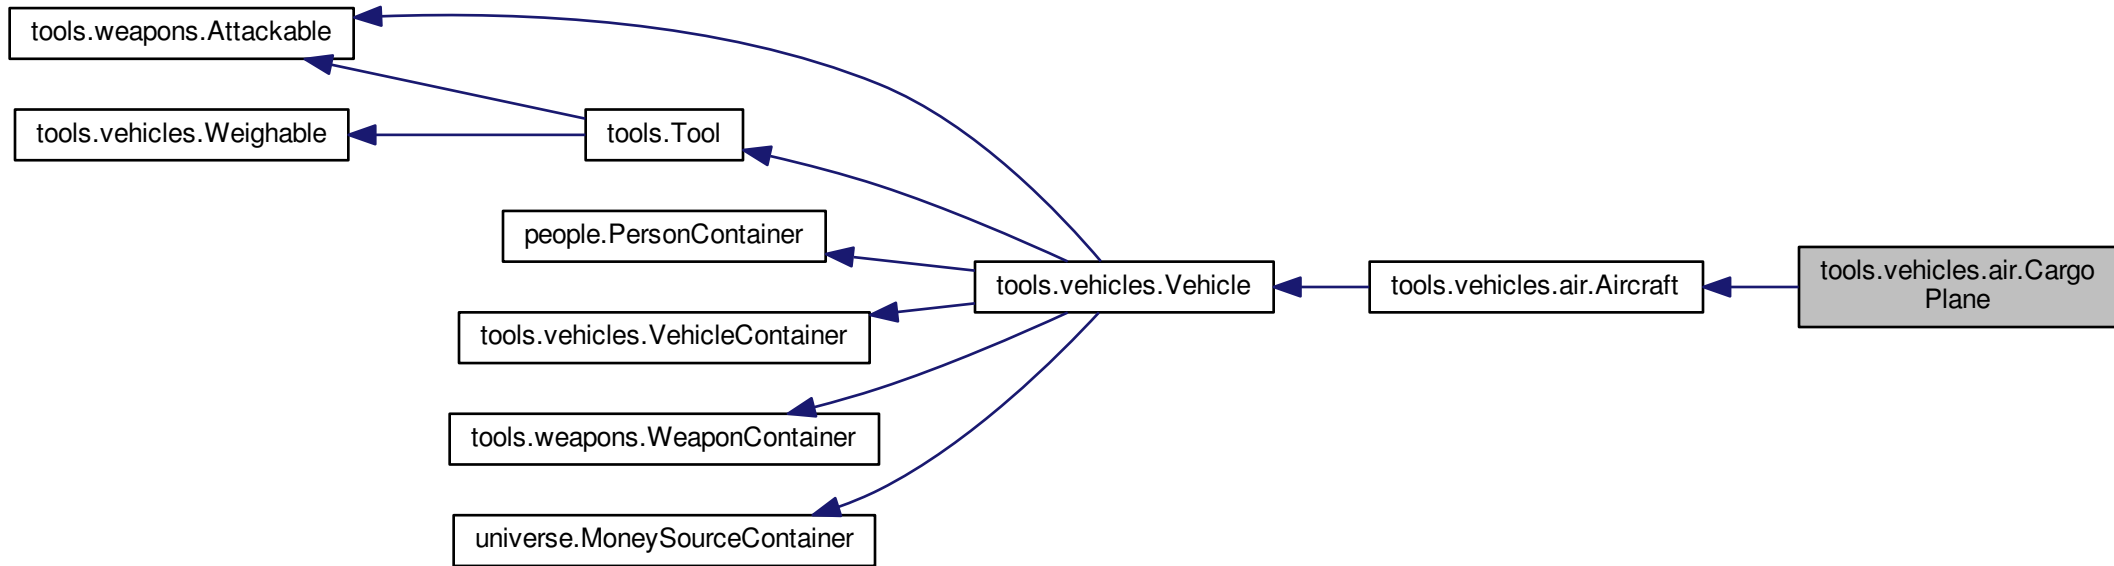 tools.weapons.Attackable
tools.vehicles.Weighable
tools.Tool
people.PersonContainer
tools.vehicles.VehicleContainer
tools.weapons.WeaponContainer
universe.MoneySourceContainer
tools.vehicles.Vehicle
tools.vehicles.air.Aircraft
tools.vehicles.air.Cargo
Plane